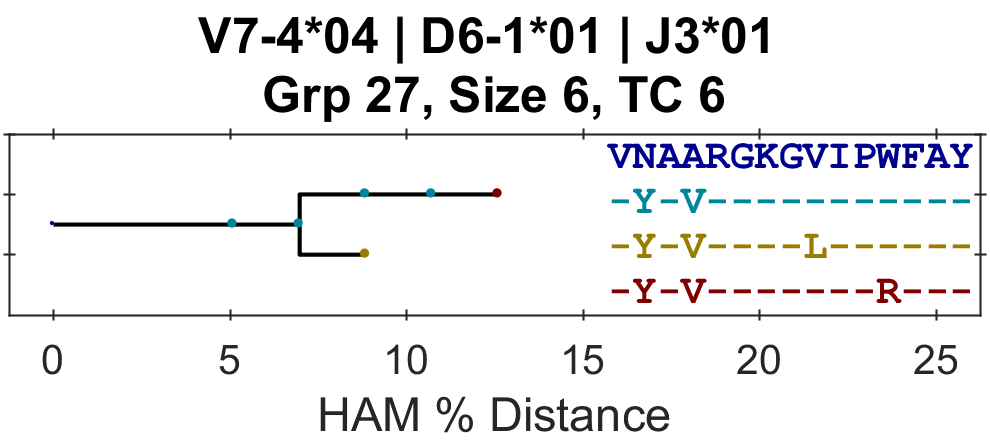 V7-4*04 | D6-1*01 | J3*01
Grp 27, Size 6, TC 6
VNAARGKGVIPWFAY
-Y-V-----------
-Y-V----L------
-Y-V-------R---
0 5 10 15 20 25
HAM % Distance